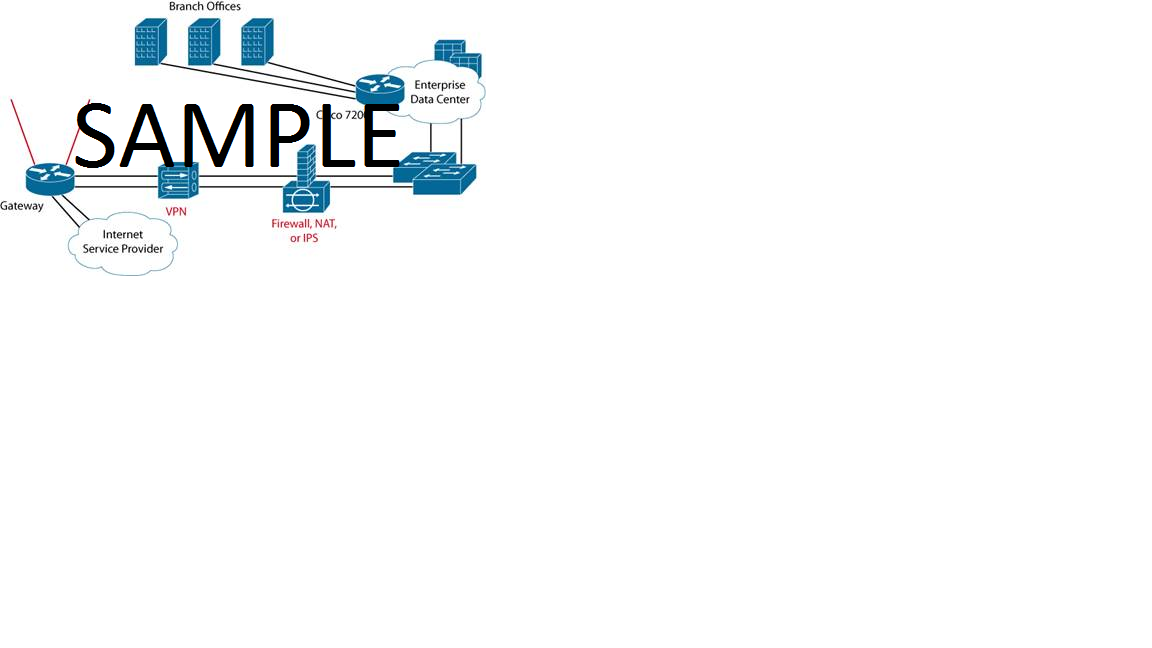 Branch Offices
Enterprise
Data Center
SAMPLE
Gateway
VPN
Firewall, NAT,
or IPS
Internet
Service Provider